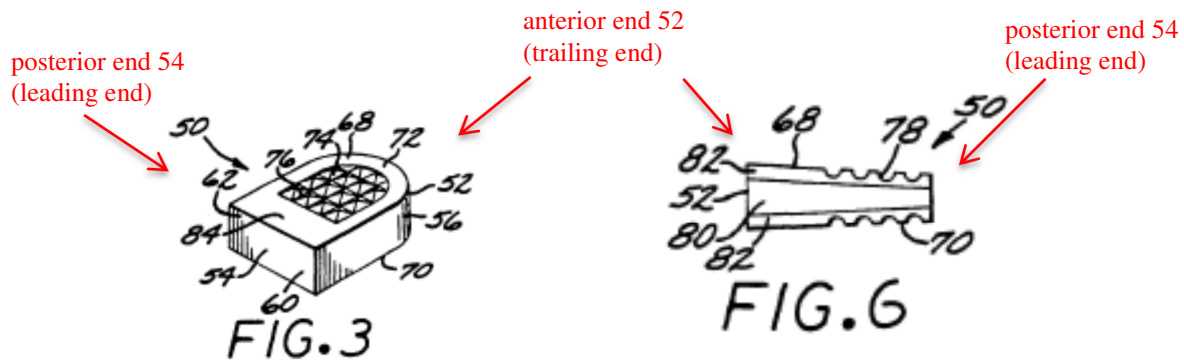 posterior end 54
(leading end)
anterior end 52
(trailing end)
posterior end 54
(leading end)
50
68
72
74
76
62
52
56
84
54
70
60
FIG.3
50
68
78
82
52
80
82
70
FIG.6